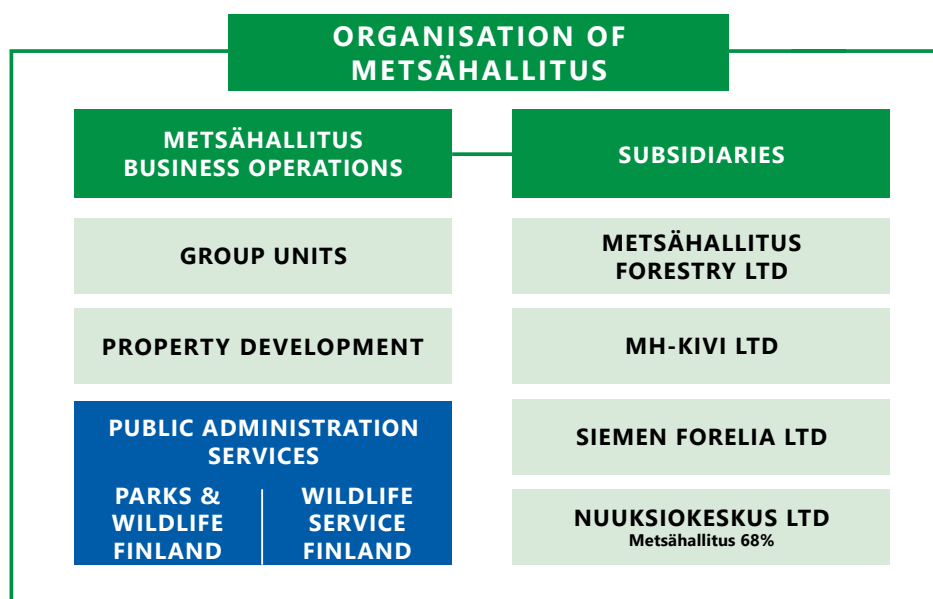 ORGANISATION OF
METSÄHALLITUS
METSÄHALLITUS
BUSINESS OPERATIONS
GROUP UNITS
PROPERTY DEVELOPMENT
PUBLIC ADMINISTRATION
SERVICES
PARKS &
WILDLIFE
FINLAND
WILDLIFE
SERVICE
FINLAND
SUBSIDIARIES
METSÄHALLITUS
FORESTRY LTD
MH-KIVI LTD
SIEMEN FORELIA LTD
NUUKSIOKESKUS LTD
Metsähallitus 68%